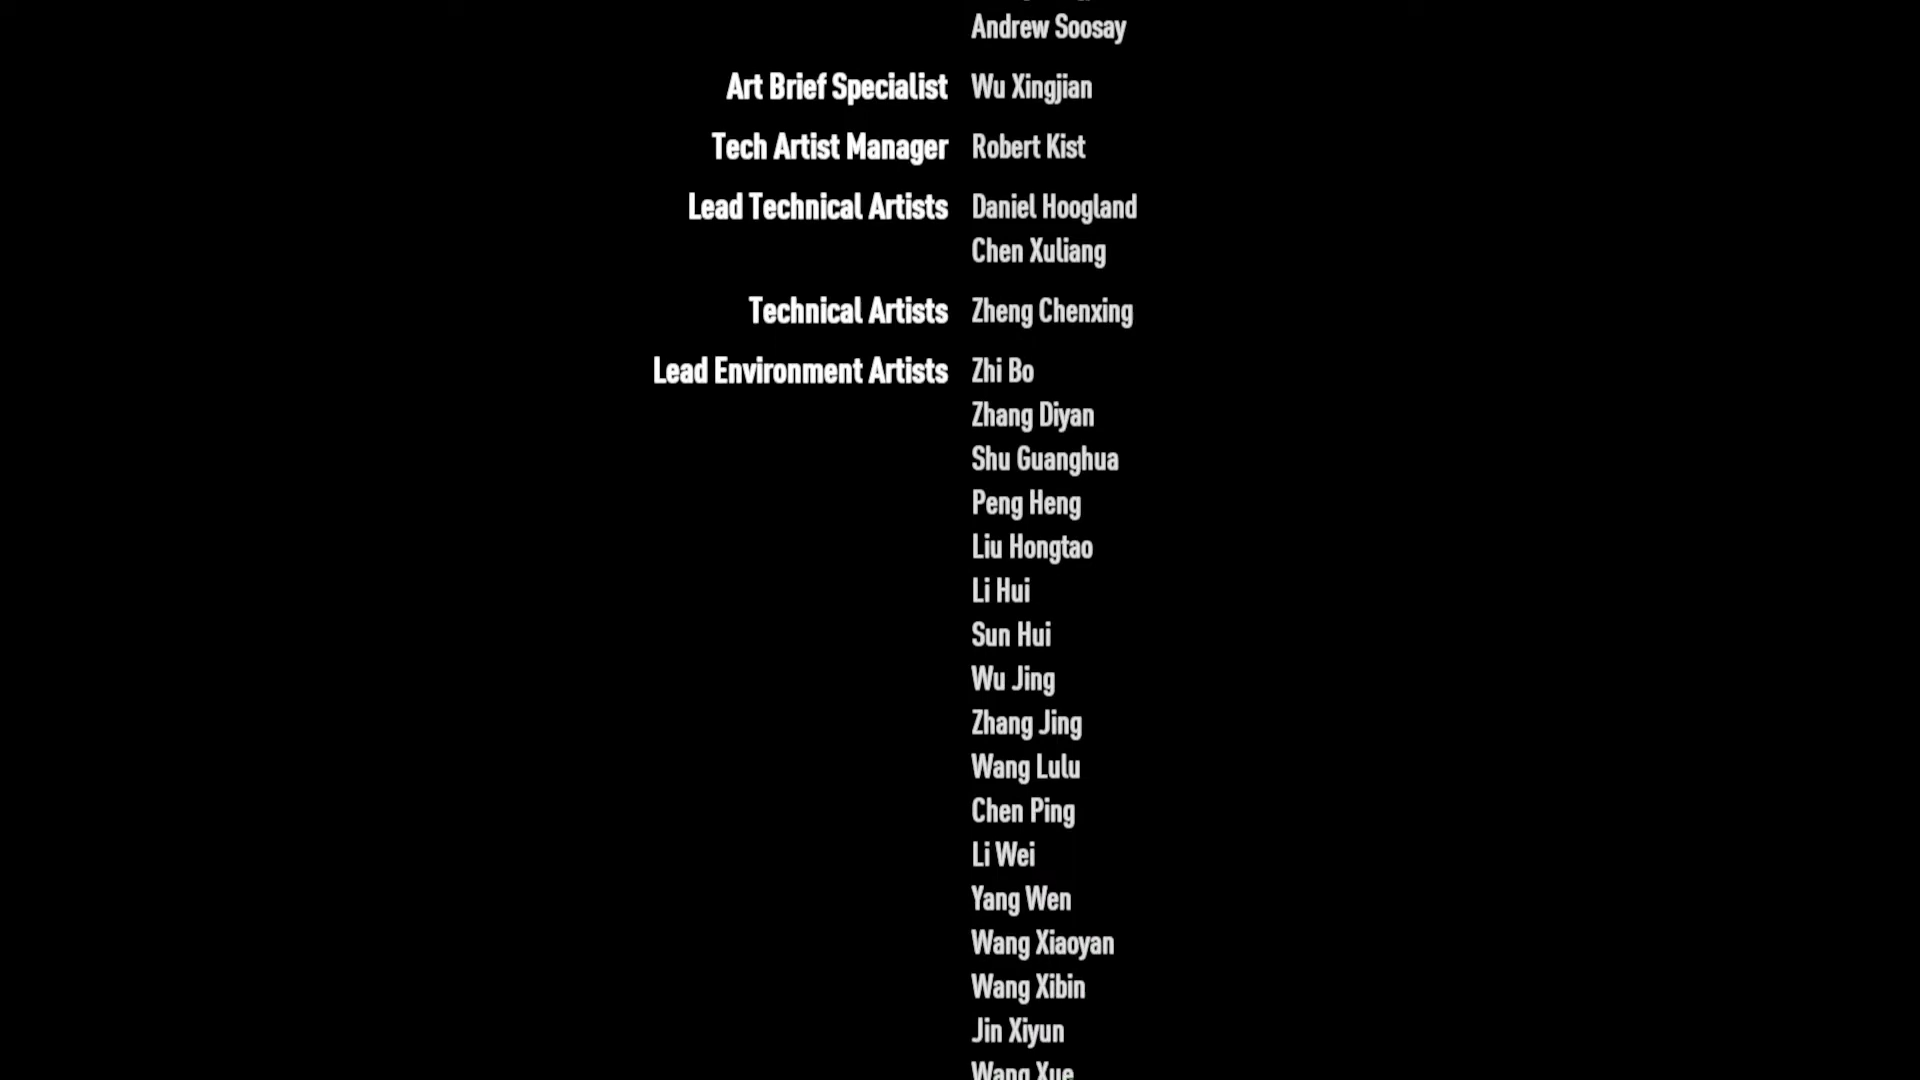 Andrew Soosay
Art Brief Specialist Wu Xingjian
Tech Artist Manager Robert Kist
Lead Technical Artists Daniel Hoogland
Chen Xuliang
Technical Artists Zheng Chenxing
Lead Environment Artists Zhi Bo
Zhang Diyan
Shu Guanghua
Peng Heng
Liu Hongtao
Li Hui
Sun Hui
Wu Jing
Zhang Jing
Wang Lulu
Chen Ping
Li Wei
Yang Wen
Wang Xiaoyan
Wang Xibin
Jin Xiyun
Wang Xue